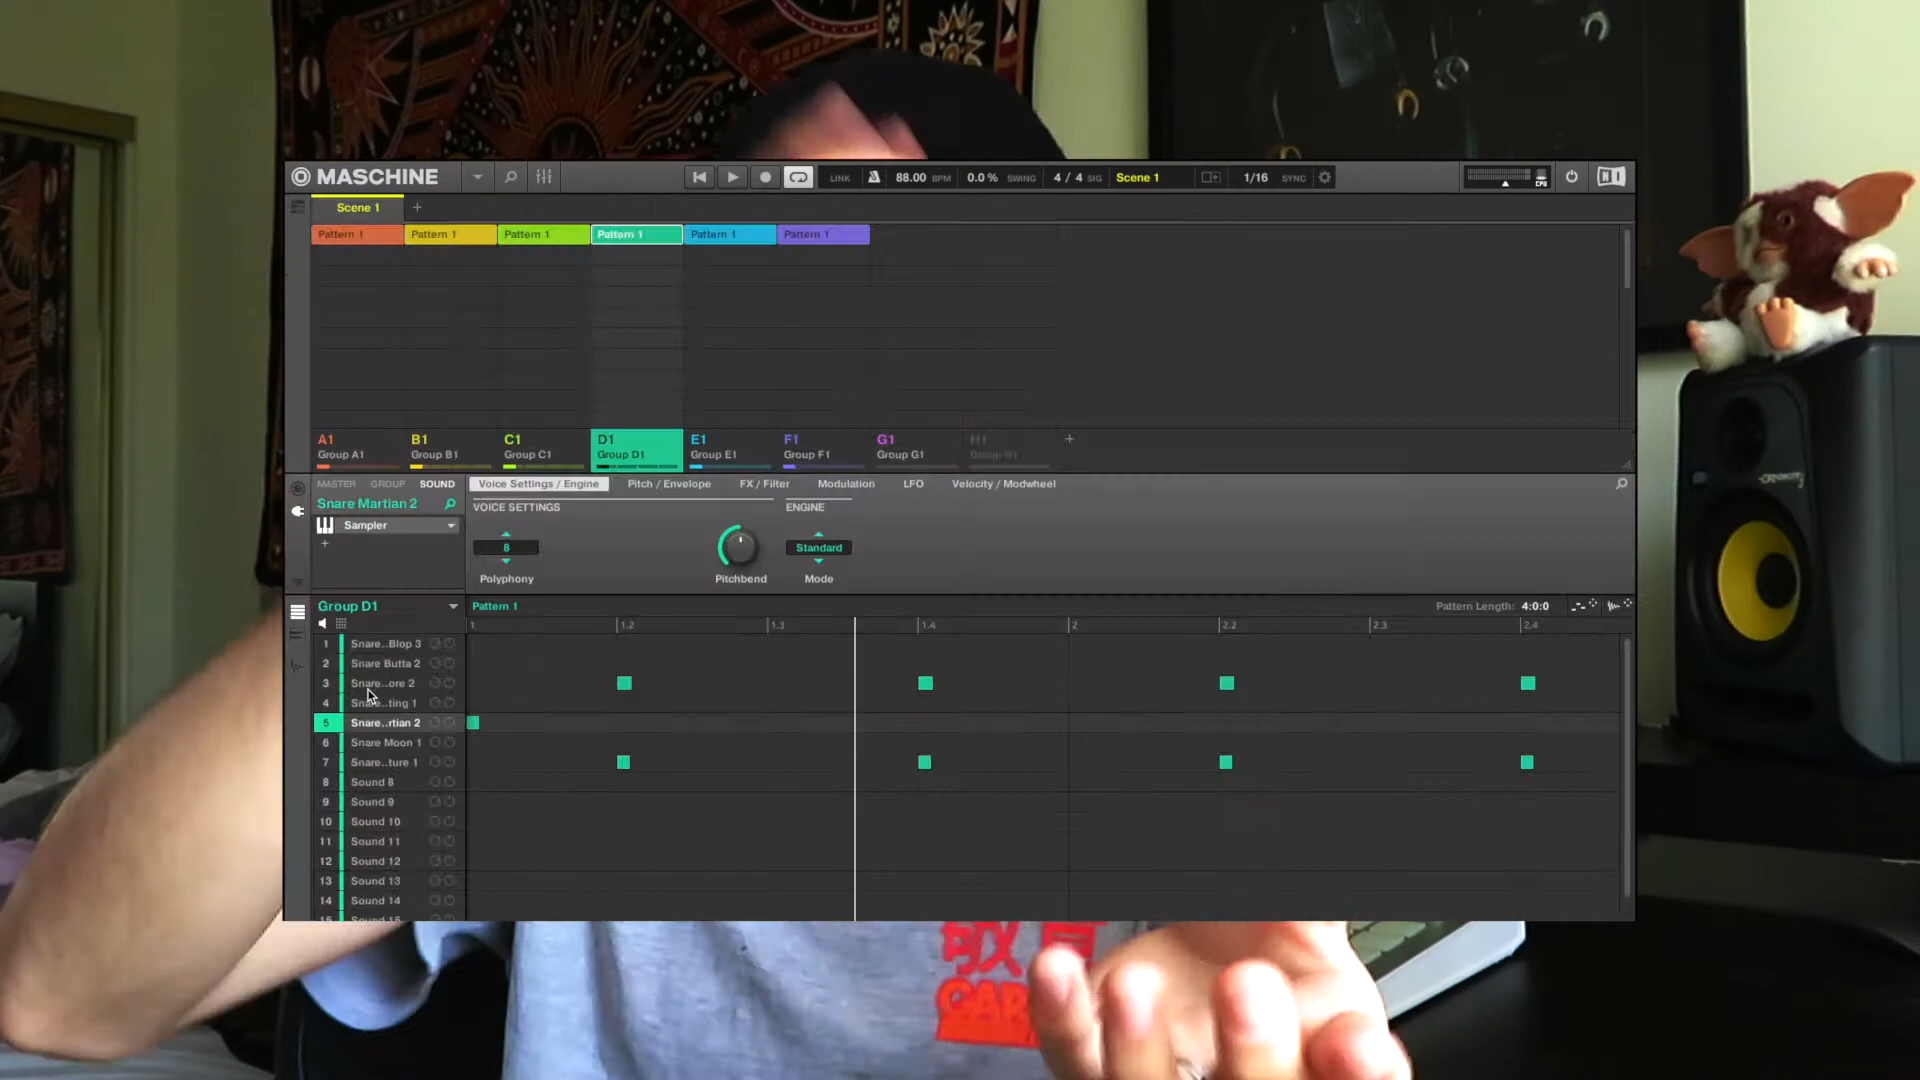 MASCHINE
LINK 88.00 BPM 0.0 % SWING 4 / 4 SIG Scene 1 1/16 SYNC CPU NI
Scene 1 +
Pattern 1 Pattern 1 Pattern 1 Pattern 1 Pattern 1 Pattern 1
A1 B1 C1 D1 E1 F1 G1 +
Group A1 Group B1 Group C1 Group D1 Group E1 Group F1 Group G1
MASTER GROUP SOUND Voice Settings / Engine Pitch / Envelope FX / Filter Modulation LFO Velocity / Modwheel
Snare Martian 2 VOICE SETTINGS ENGINE
Sampler
+ 8 Standard
Polyphony Pitchbend Mode
Group D1 Pattern 1 Pattern Length: 4:0:0
1 1.2 1.3 1.4 2 2.2 2.3 2.4
1 Snare..Blop 3
2 Snare Butta 2
3 Snare..ore 2
4 Snare..ting 1
5 Snare..rtian 2
6 Snare Moon 1
7 Snare..ture 1
8 Sound 8
9 Sound 9
10 Sound 10
11 Sound 11
12 Sound 12
13 Sound 13
14 Sound 14
15 Sound 15